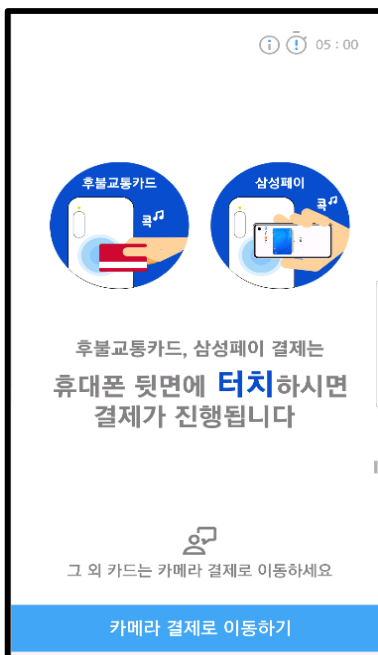 05 : 00
후불교통카드
콕
삼성페이
콕
후불교통카드, 삼성페이 결제는
휴대폰 뒷면에 터치하시면
결제가 진행됩니다
그 외 카드는 카메라 결제로 이동하세요
카메라 결제로 이동하기